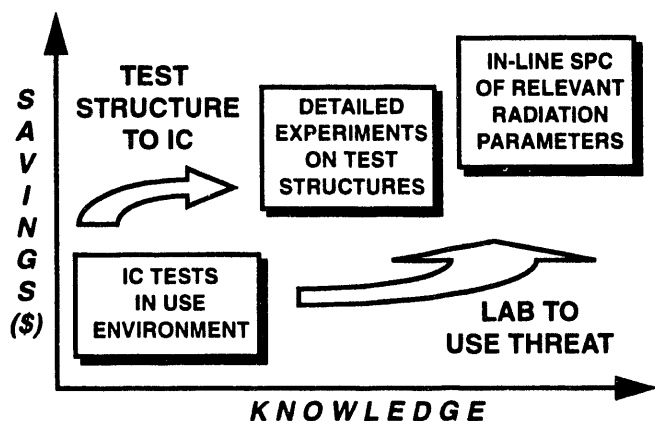 TEST
STRUCTURE
TO IC
DETAILED
EXPERIMENTS
ON TEST
STRUCTURES
IN-LINE SPC
OF RELEVANT
RADIATION
PARAMETERS
SAVINGS
($)
IC TESTS
IN USE
ENVIRONMENT
LAB TO
USE THREAT
KNOWLEDGE